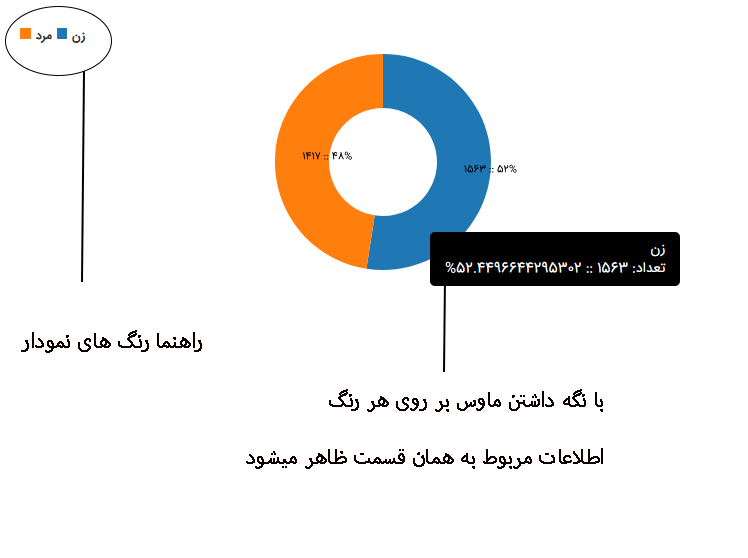 زن مرد
۱۴۱۷ :: ۴۸%
۱۵۶۳ :: ۵۲%
زن
تعداد: ۱۵۶۳ :: ۵۲.۴۴۹۶۶۴۴۲۹۵۳۰۲%
راهنما رنگ های نمودار
با نگه داشتن ماوس بر روی هر رنگ
اطلاعات مربوط به همان قسمت ظاهر میشود